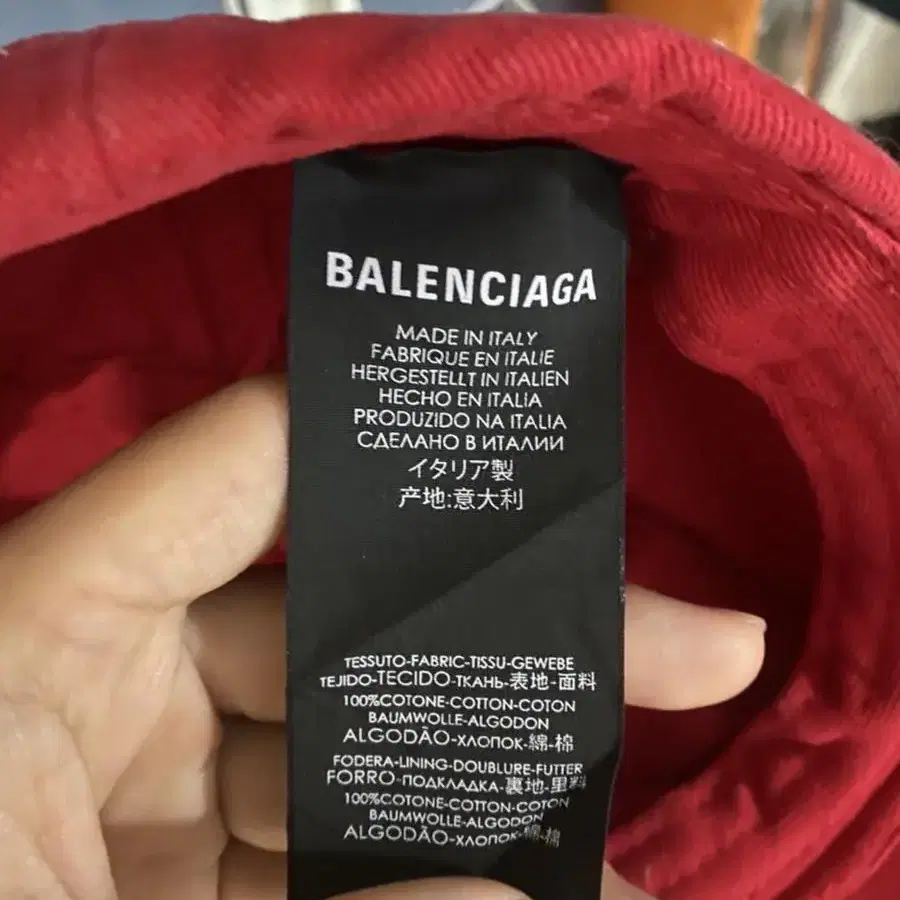 BALENCIAGA
MADE IN ITALY
FABRIQUE EN ITALIE
HERGESTELLT IN ITALIEN
HECHO EN ITALIA
PRODUZIDO NA ITALIA
СДЕЛАНО В ИТАЛИИ
イタリア製
产地:意大利
TESSUTO-FABRIC-TISSU-GEWEBE
TEJIDO-TECIDO-ТКАНЬ-表地-面料
100%COTONE-COTTON-COTON
BAUMWOLLE-ALGODON
ALGODÃO-ХЛОПОК-綿-棉
FODERA-LINING-DOUBLURE-FUTTER
FORRO-ПОДКЛАДКА-裏地-里料
100%COTONE-COTTON-COTON
BAUMWOLLE-ALGODON
ALGODÃO-ХЛОПОК-綿-棉